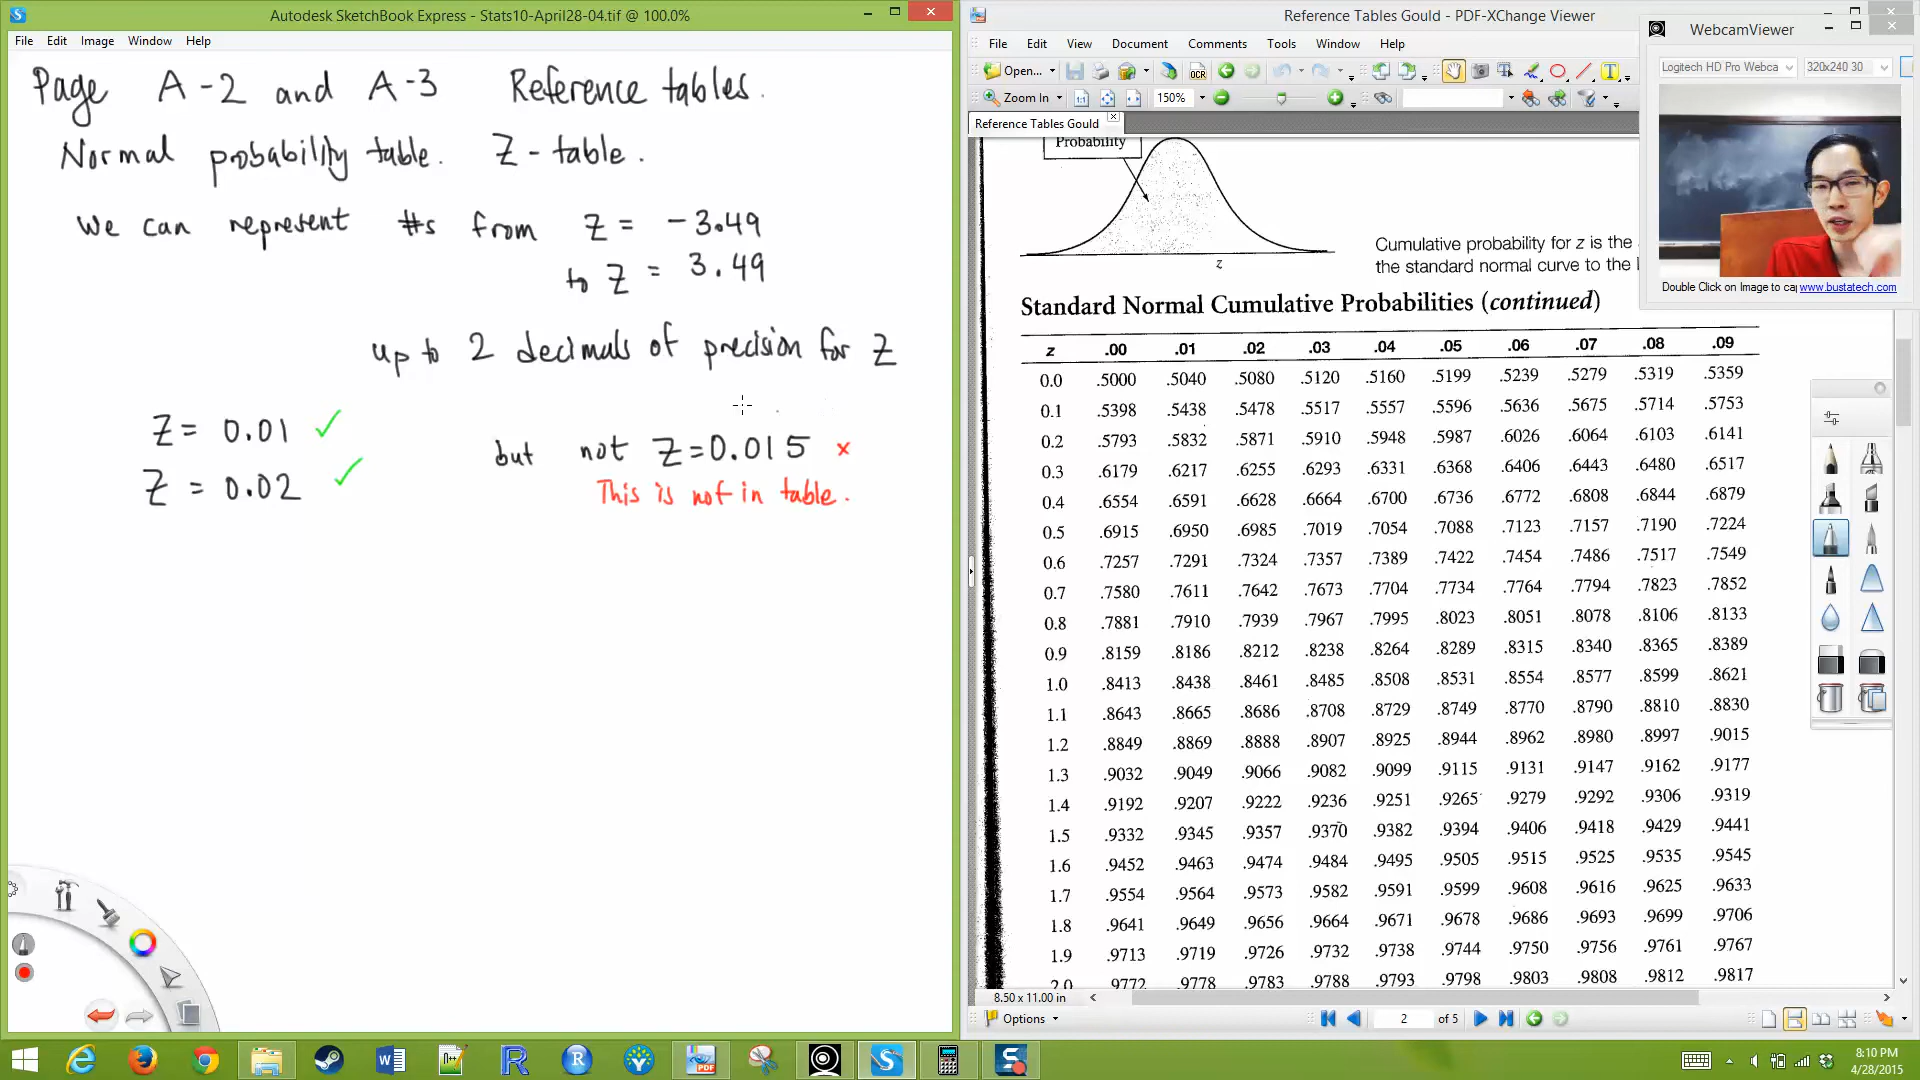 Autodesk SketchBook Express - Stats10-April28-04.tif @ 100.0%
File Edit Image Window Help
Page A-2 and A-3 Reference tables.
Normal probability table. Z-table.
We can represent #s from Z = -3.49
to Z = 3.49
up to 2 decimals of precision for Z
Z= 0.01 ✓
but not Z=0.015 ×
Z = 0.02 ✓
This is not in table.
Reference Tables Gould - PDF-XChange Viewer
File Edit View Document Comments Tools Window Help
Open...
OCR
Zoom In 150%
Reference Tables Gould
WebcamViewer
Logitech HD Pro Webca 320x240 30
Double Click on Image to ca www.bustatech.com
Probability
z
Cumulative probability for z is the
the standard normal curve to the l
Standard Normal Cumulative Probabilities (continued)
z .00 .01 .02 .03 .04 .05 .06 .07 .08 .09
0.0 .5000 .5040 .5080 .5120 .5160 .5199 .5239 .5279 .5319 .5359
0.1 .5398 .5438 .5478 .5517 .5557 .5596 .5636 .5675 .5714 .5753
0.2 .5793 .5832 .5871 .5910 .5948 .5987 .6026 .6064 .6103 .6141
0.3 .6179 .6217 .6255 .6293 .6331 .6368 .6406 .6443 .6480 .6517
0.4 .6554 .6591 .6628 .6664 .6700 .6736 .6772 .6808 .6844 .6879
0.5 .6915 .6950 .6985 .7019 .7054 .7088 .7123 .7157 .7190 .7224
0.6 .7257 .7291 .7324 .7357 .7389 .7422 .7454 .7486 .7517 .7549
0.7 .7580 .7611 .7642 .7673 .7704 .7734 .7764 .7794 .7823 .7852
0.8 .7881 .7910 .7939 .7967 .7995 .8023 .8051 .8078 .8106 .8133
0.9 .8159 .8186 .8212 .8238 .8264 .8289 .8315 .8340 .8365 .8389
1.0 .8413 .8438 .8461 .8485 .8508 .8531 .8554 .8577 .8599 .8621
1.1 .8643 .8665 .8686 .8708 .8729 .8749 .8770 .8790 .8810 .8830
1.2 .8849 .8869 .8888 .8907 .8925 .8944 .8962 .8980 .8997 .9015
1.3 .9032 .9049 .9066 .9082 .9099 .9115 .9131 .9147 .9162 .9177
1.4 .9192 .9207 .9222 .9236 .9251 .9265 .9279 .9292 .9306 .9319
1.5 .9332 .9345 .9357 .9370 .9382 .9394 .9406 .9418 .9429 .9441
1.6 .9452 .9463 .9474 .9484 .9495 .9505 .9515 .9525 .9535 .9545
1.7 .9554 .9564 .9573 .9582 .9591 .9599 .9608 .9616 .9625 .9633
1.8 .9641 .9649 .9656 .9664 .9671 .9678 .9686 .9693 .9699 .9706
1.9 .9713 .9719 .9726 .9732 .9738 .9744 .9750 .9756 .9761 .9767
2.0 .9772 .9778 .9783 .9788 .9793 .9798 .9803 .9808 .9812 .9817
8.50 x 11.00 in
Options 2 of 5
PDF
8:10 PM
4/28/2015